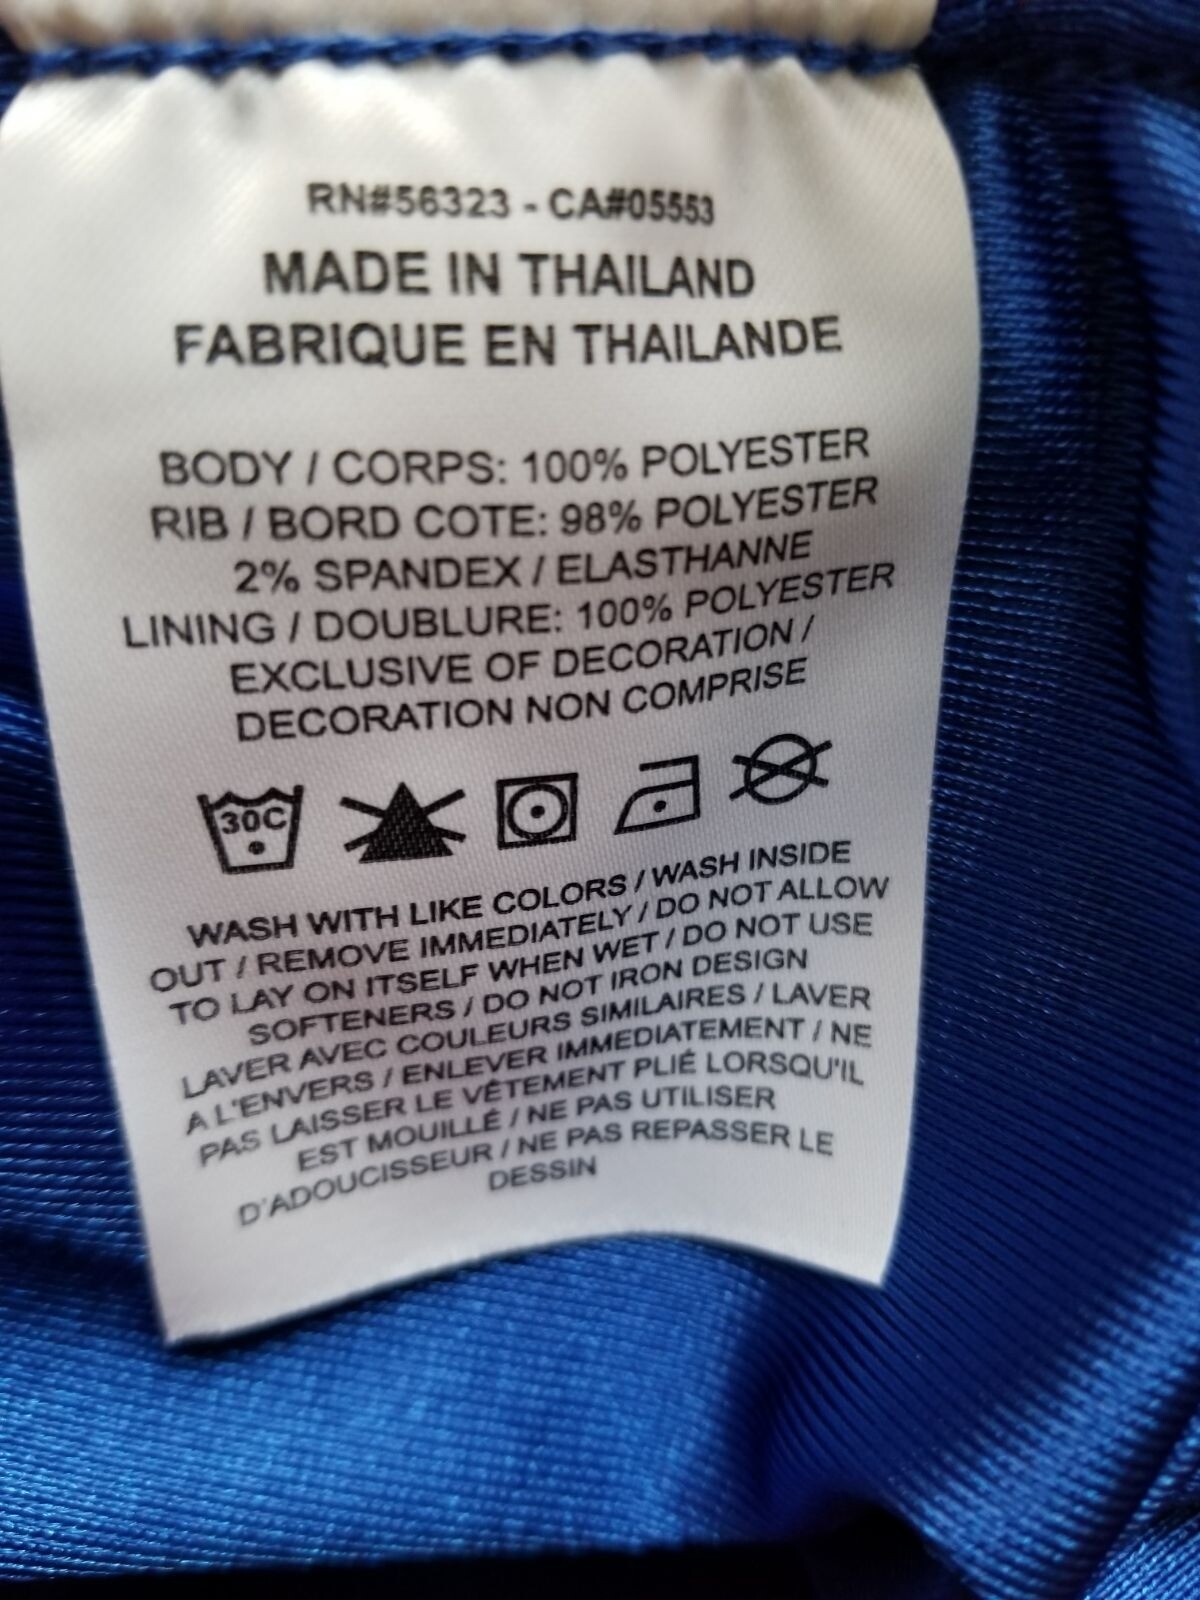 RN#56323 - CA#05553
MADE IN THAILAND
FABRIQUE EN THAILANDE
BODY / CORPS: 100% POLYESTER
RIB / BORD COTE: 98% POLYESTER
2% SPANDEX / ELASTHANNE
LINING / DOUBLURE: 100% POLYESTER
EXCLUSIVE OF DECORATION /
DECORATION NON COMPRISE
30C
WASH WITH LIKE COLORS / WASH INSIDE
OUT / REMOVE IMMEDIATELY / DO NOT ALLOW
TO LAY ON ITSELF WHEN WET / DO NOT USE
SOFTENERS / DO NOT IRON DESIGN
LAVER AVEC COULEURS SIMILAIRES / LAVER
A L'ENVERS / ENLEVER IMMEDIATEMENT / NE
PAS LAISSER LE VÊTEMENT PLIÉ LORSQU'IL
EST MOUILLÉ / NE PAS UTILISER
D'ADOUCISSEUR / NE PAS REPASSER LE
DESSIN